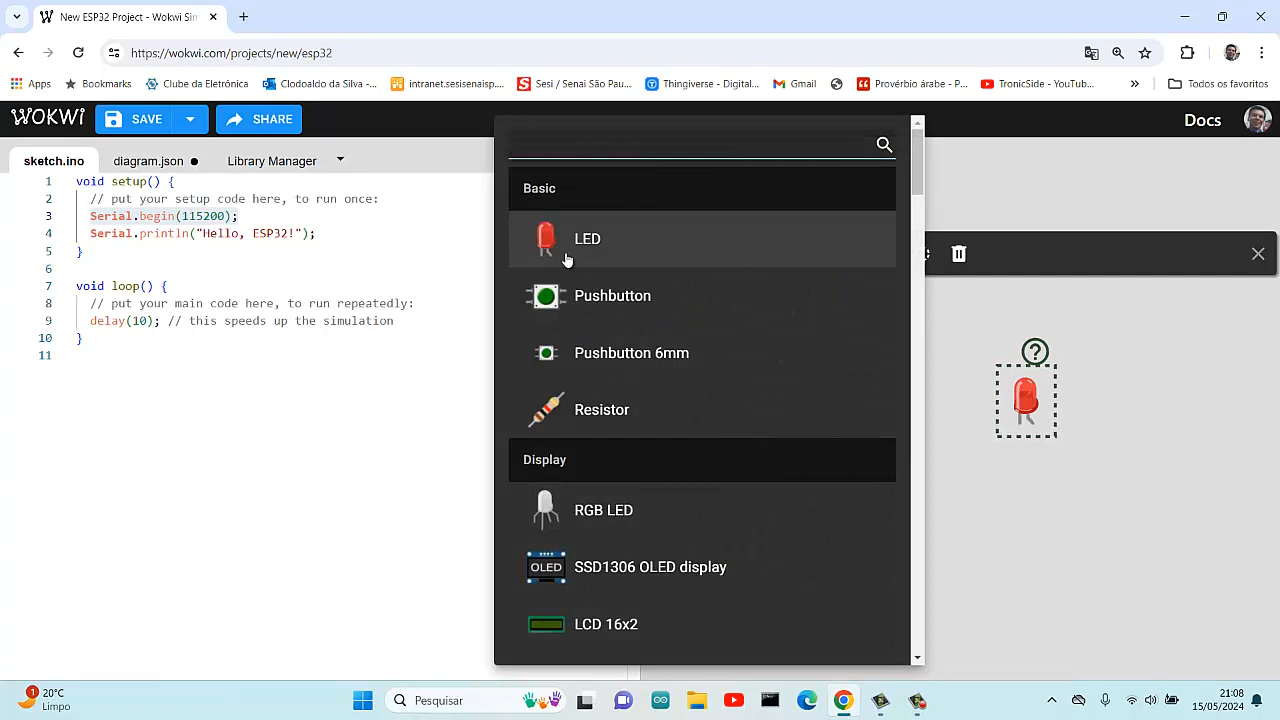 New ESP32 Project - Wokwi Sim
https://wokwi.com/projects/new/esp32
Apps
Bookmarks
Clube da Eletrônica
Clodoaldo da Silva -...
intranet.sesisenaisp...
Sesi / Senai São Pau...
Thingiverse - Digital...
Gmail
Provérbio árabe - P...
TronicSide - YouTub...
Todos os favoritos
WOKWI
SAVE
SHARE
Docs
sketch.ino
diagram.json
Library Manager
1 void setup() {
2 // put your setup code here, to run once:
3 Serial.begin(115200);
4 Serial.println("Hello, ESP32!");
5 }
6
7 void loop() {
8 // put your main code here, to run repeatedly:
9 delay(10); // this speeds up the simulation
10 }
11
Basic
LED
Pushbutton
Pushbutton 6mm
Resistor
Display
RGB LED
OLED
SSD1306 OLED display
LCD 16x2
?
1
20°C
Limpo
Pesquisar
21:08
15/05/2024